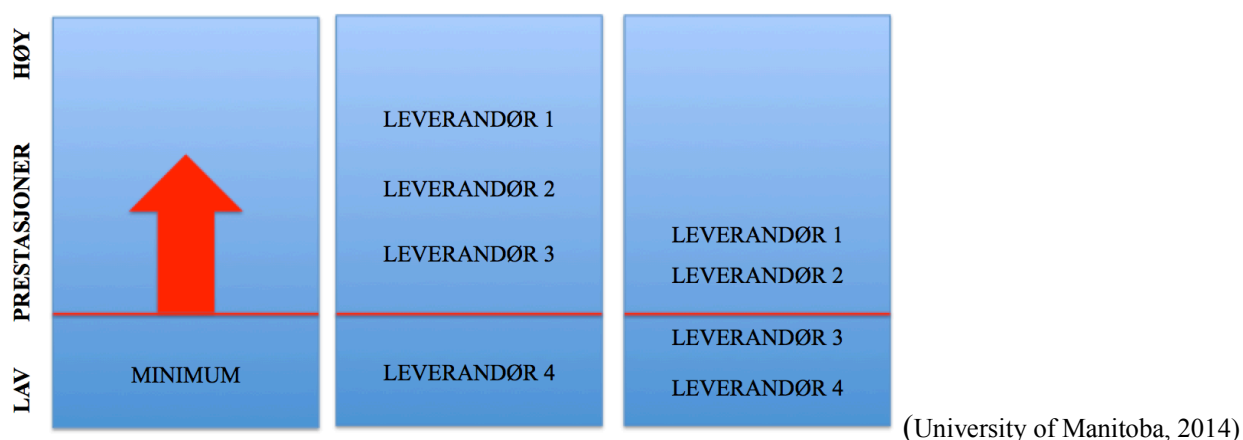 HØY
PRESTASJONER
LAV
MINIMUM
LEVERANDØR 1
LEVERANDØR 2
LEVERANDØR 3
LEVERANDØR 4
LEVERANDØR 1
LEVERANDØR 2
LEVERANDØR 3
LEVERANDØR 4
(University of Manitoba, 2014)